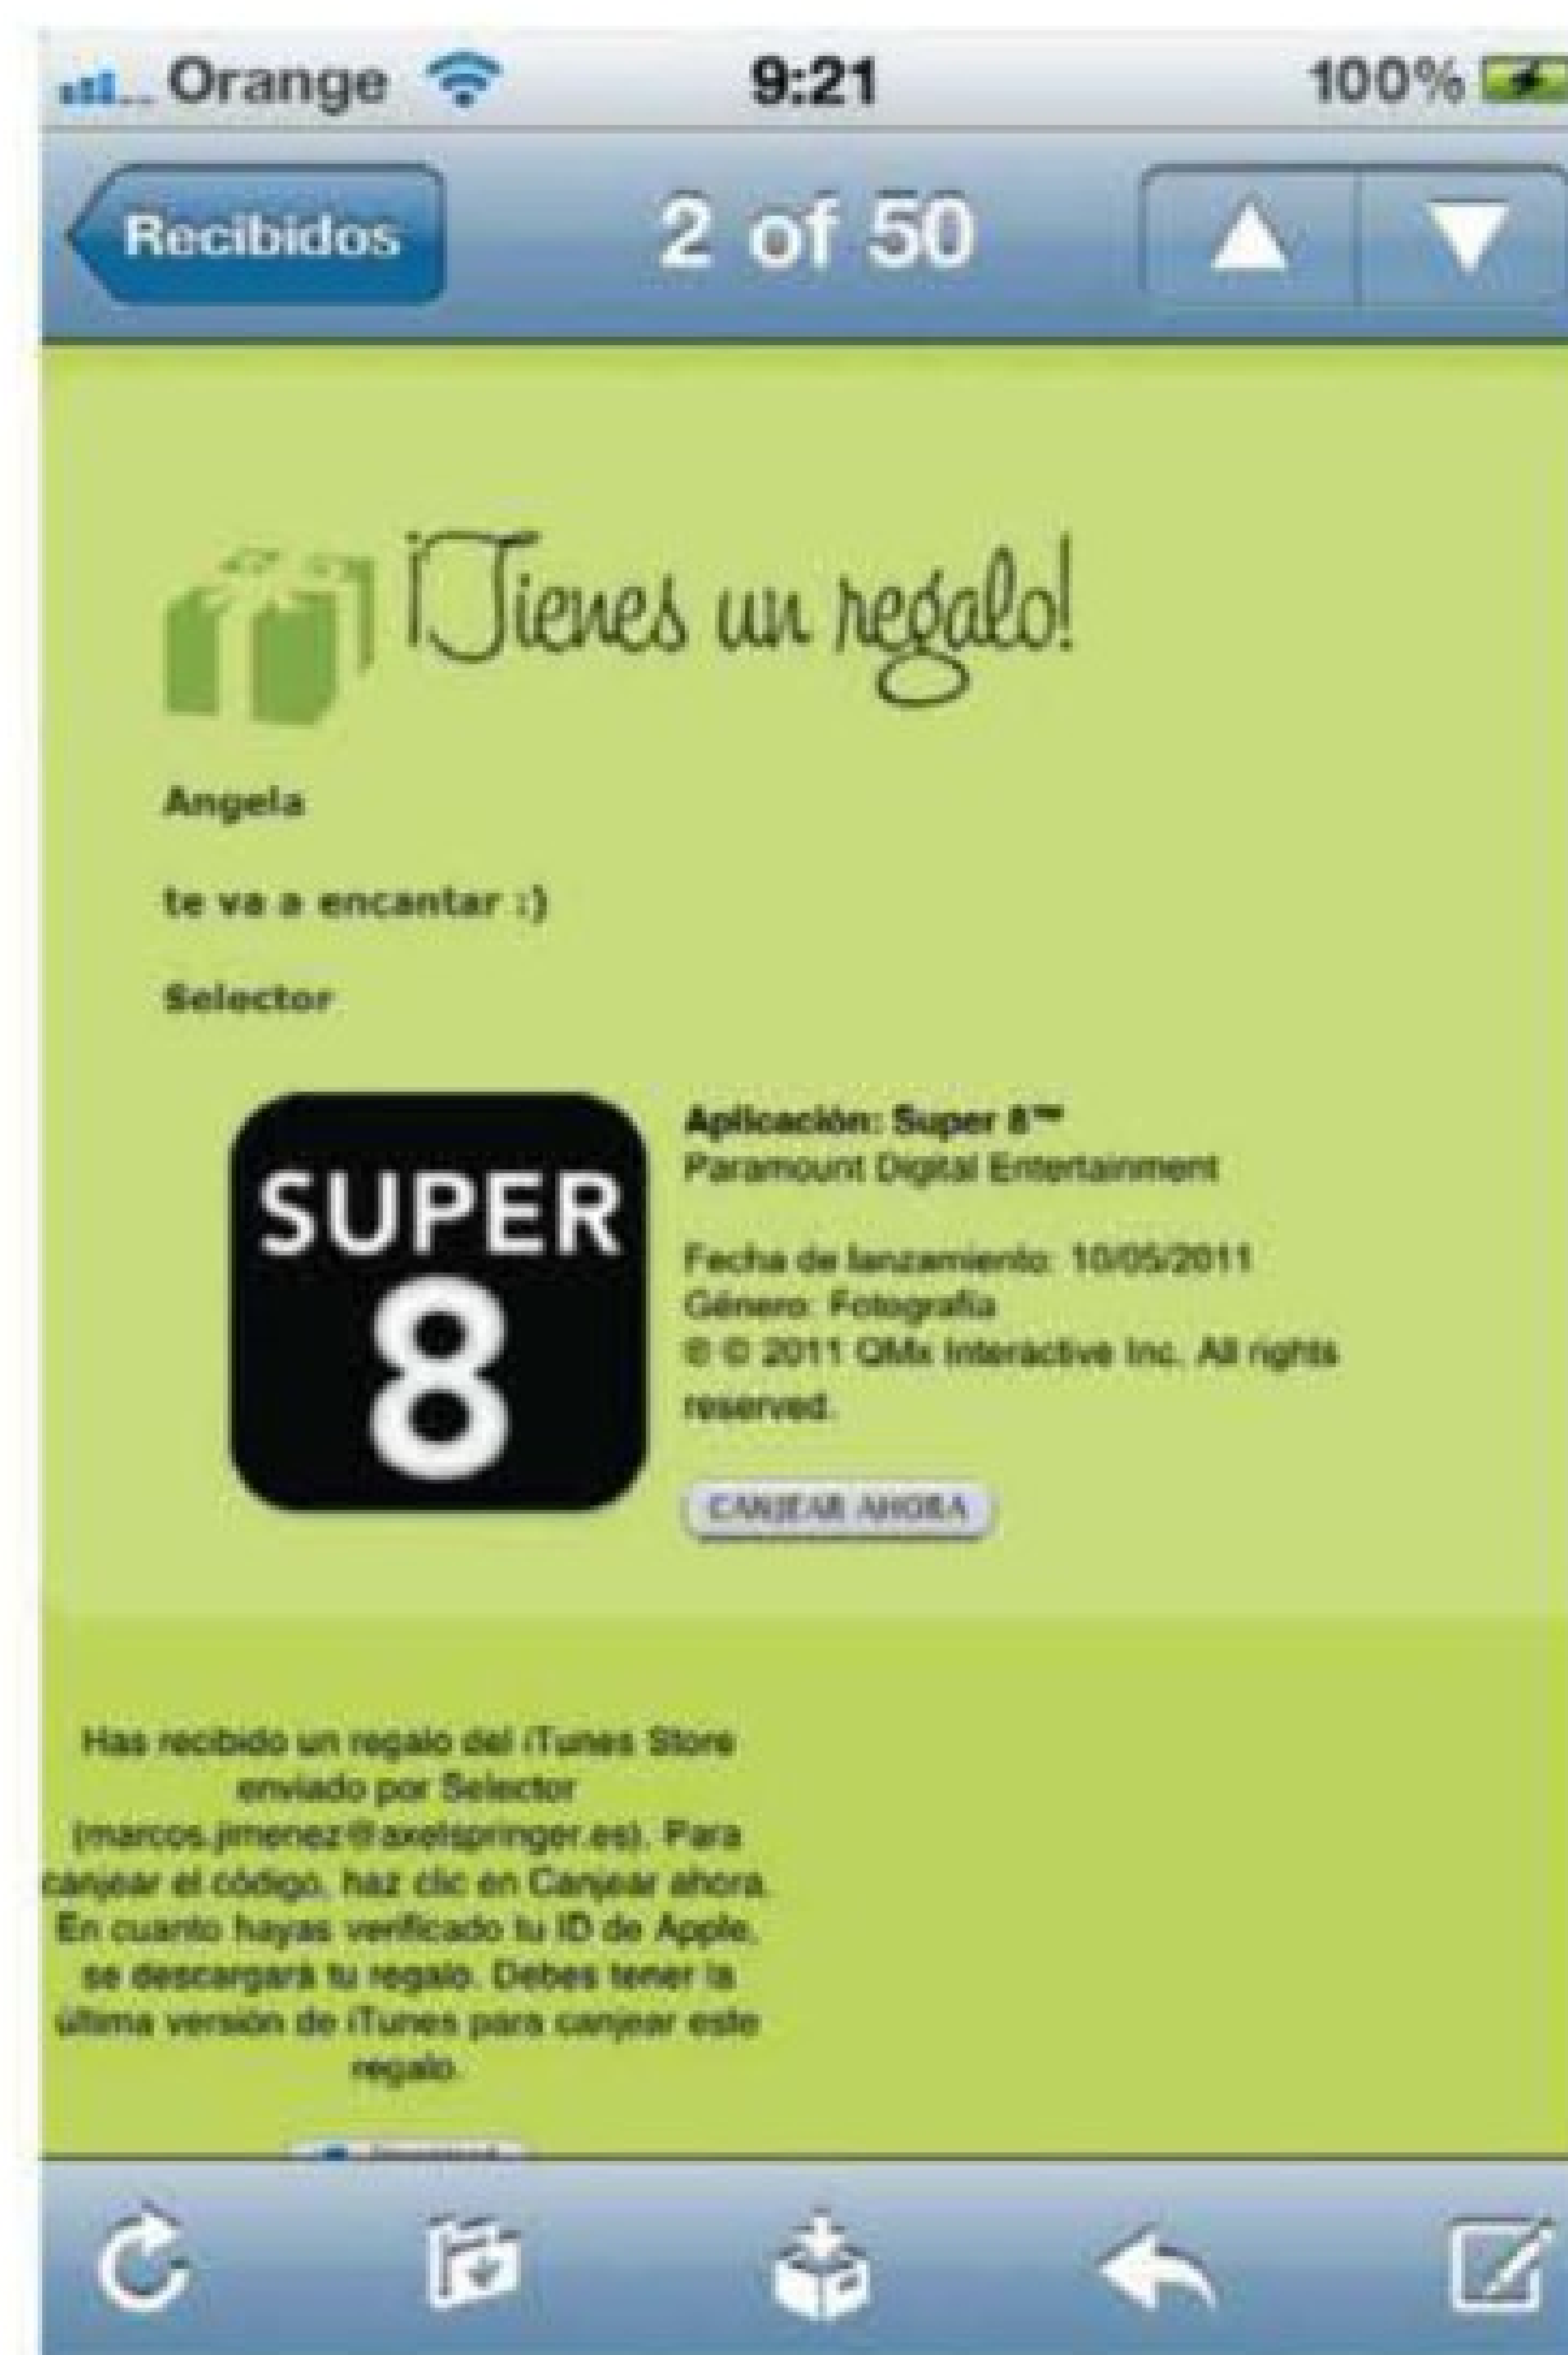 Orange 9:21 100%
Recibidos 2 of 50
¡Tienes un regalo!
Angela
te va a encantar :)
Selector
SUPER
8
Aplicación: Super 8™
Paramount Digital Entertainment
Fecha de lanzamiento: 10/05/2011
Género: Fotografía
℗ © 2011 QMx Interactive Inc. All rights
reserved.
CANJEAR AHORA
Has recibido un regalo del iTunes Store
enviado por Selector
(marcos.jimenez@axelspringer.es). Para
canjear el código, haz clic en Canjear ahora.
En cuanto hayas verificado tu ID de Apple,
se descargará tu regalo. Debes tener la
última versión de iTunes para canjear este
regalo.